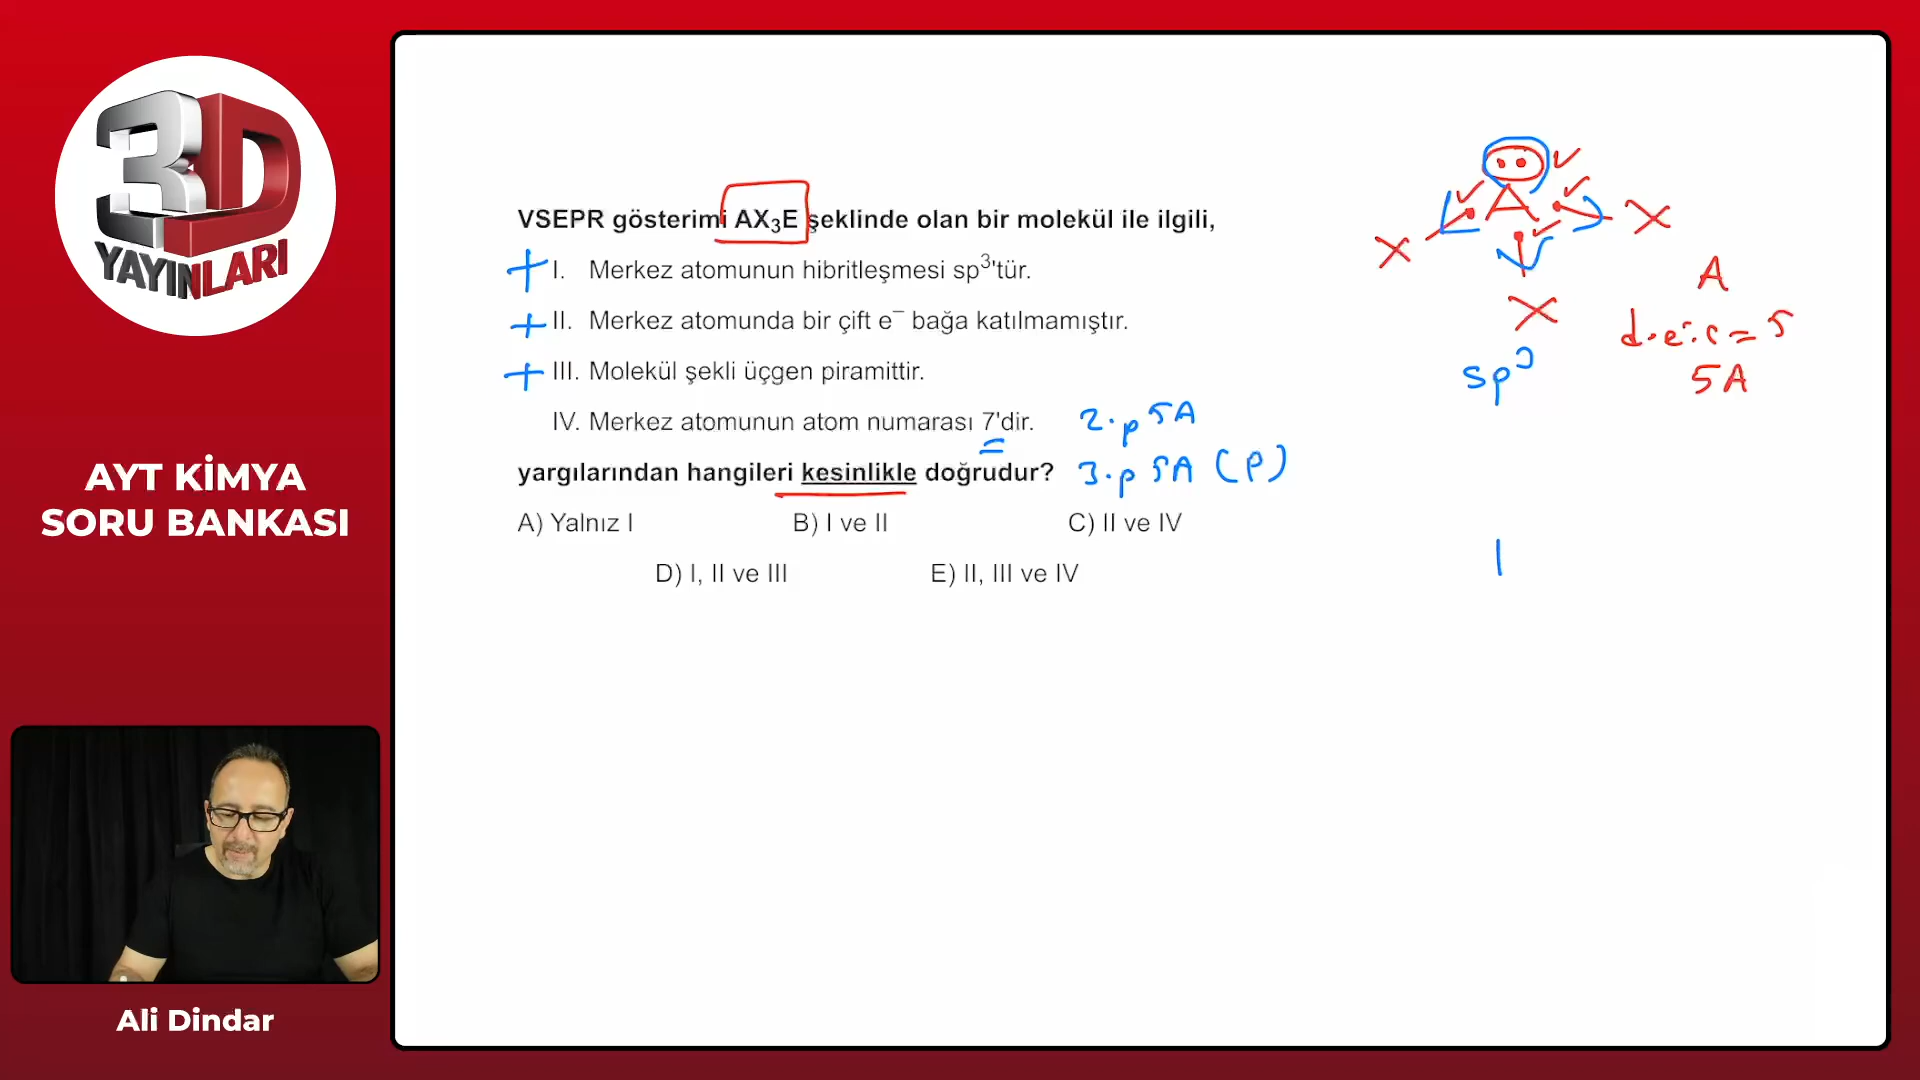 3D
YAYINLARI
AYT KİMYA
SORU BANKASI
Ali Dindar
VSEPR gösterimi AX₃E şeklinde olan bir molekül ile ilgili,
I. Merkez atomunun hibritleşmesi sp³'tür.
II. Merkez atomunda bir çift e⁻ bağa katılmamıştır.
III. Molekül şekli üçgen piramittir.
IV. Merkez atomunun atom numarası 7'dir.
2.p 5A
yargılarından hangileri kesinlikle doğrudur?
3.p 5A (P)
A) Yalnız I B) I ve II C) II ve IV
D) I, II ve III E) II, III ve IV
A
X X
X
sp³
A
d.e.s = 5
5A